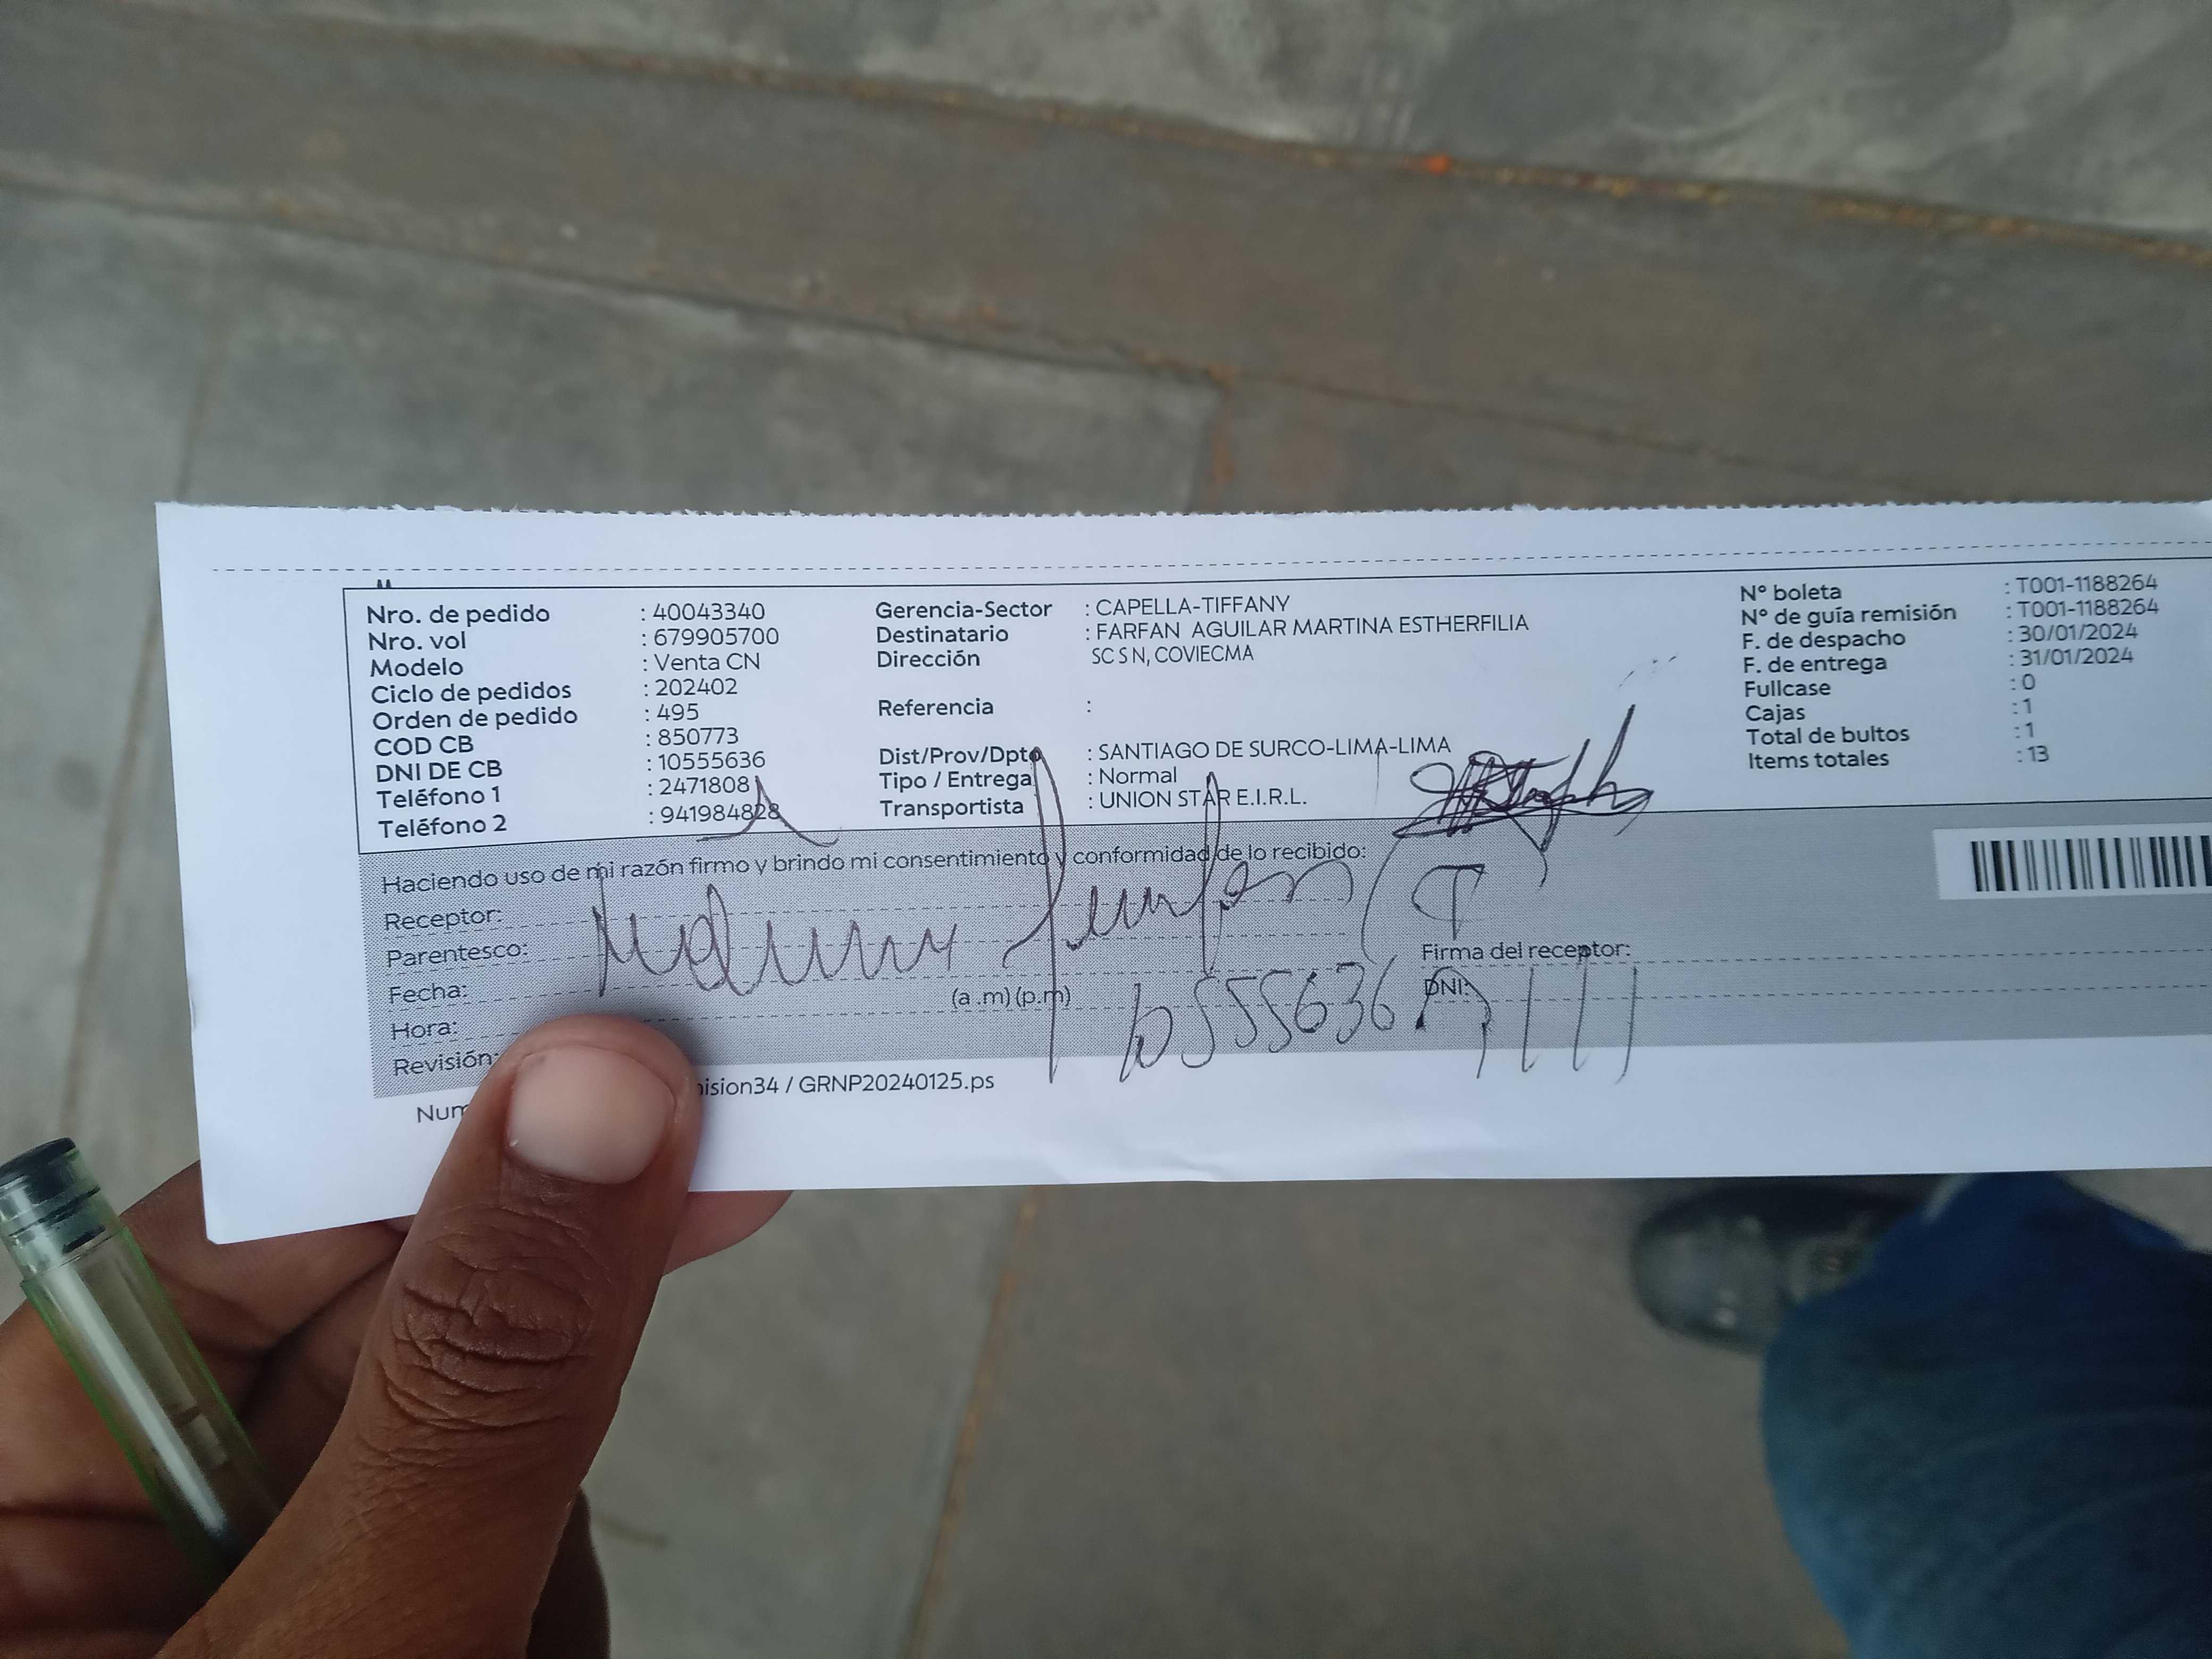 Nro. de pedido : 40043340
Nro. vol : 679905700
Modelo : Venta CN
Ciclo de pedidos : 202402
Orden de pedido : 495
COD CB : 850773
DNI DE CB : 10555636
Teléfono 1 : 2471808
Teléfono 2 : 941984828
Gerencia-Sector : CAPELLA-TIFFANY
Destinatario : FARFAN AGUILAR MARTINA ESTHERFILIA
Dirección SC S N, COVIECMA
Referencia :
Dist/Prov/Dpto : SANTIAGO DE SURCO-LIMA-LIMA
Tipo / Entrega : Normal
Transportista : UNION STAR E.I.R.L.
N° boleta : T001-1188264
N° de guía remisión : T001-1188264
F. de despacho : 30/01/2024
F. de entrega : 31/01/2024
Fullcase : 0
Cajas : 1
Total de bultos : 1
Items totales : 13
Haciendo uso de mi razón firmo y brindo mi consentimiento y conformidad de lo recibido:
Receptor:
Parentesco:
Fecha:
Hora: (a .m) (p.m)
Revisión:
Firma del receptor:
DNI:
10555636
GRNP20240125.ps